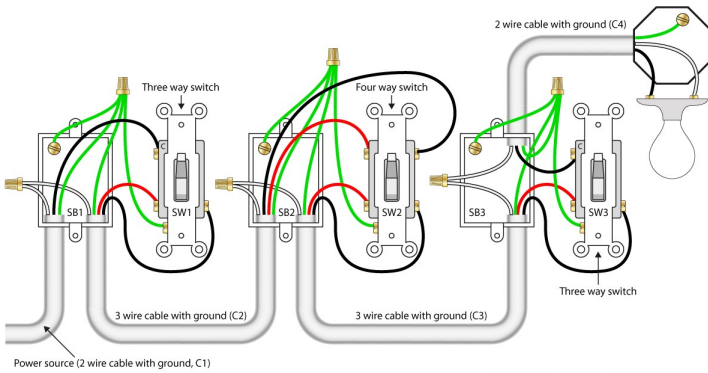 2 wire cable with ground (C4)
Three way switch
Four way switch
C
C
SB1
SW1
SB2
SW2
SB3
SW3
Three way switch
3 wire cable with ground (C2)
3 wire cable with ground (C3)
Power source (2 wire cable with ground, C1)